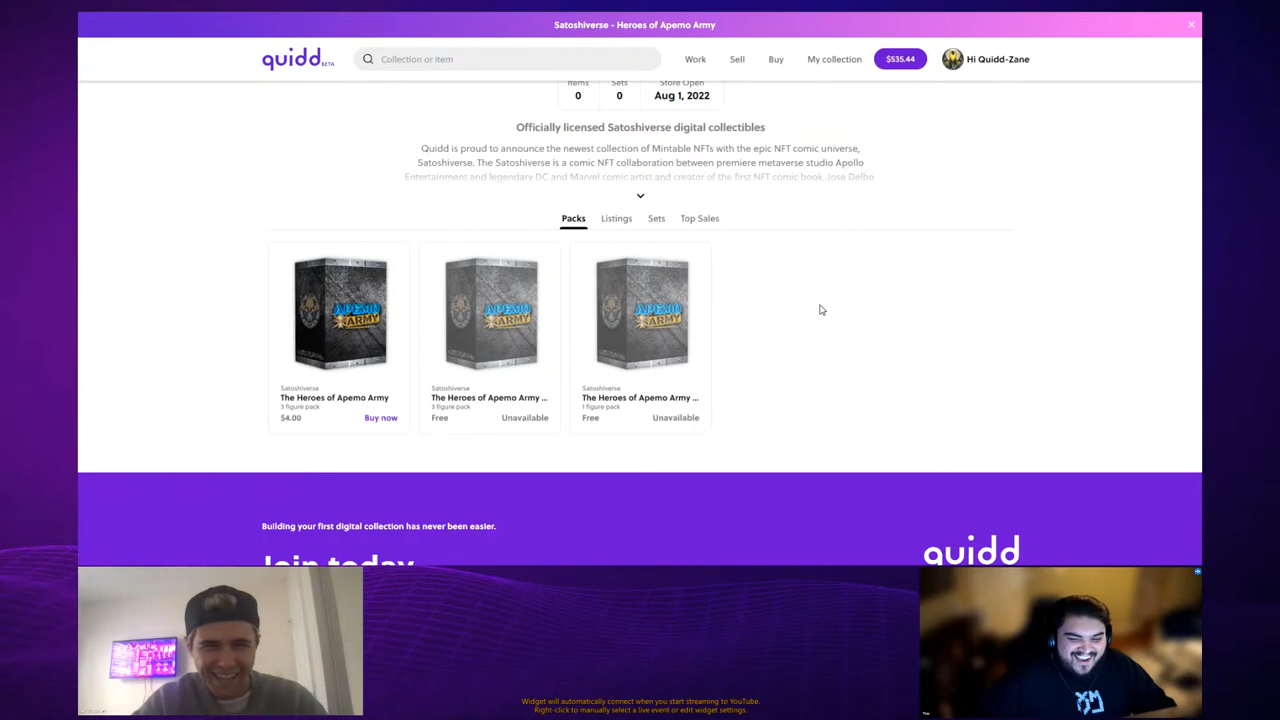 Satoshiverse - Heroes of Apemo Army
quidd BETA
Collection or item
Work
Sell
Buy
My collection
$535.44
Hi Quidd-Zane
Items
Sets
Store Open
0
0
Aug 1, 2022
Officially licensed Satoshiverse digital collectibles
Quidd is proud to announce the newest collection of Mintable NFTs with the epic NFT comic universe,
Satoshiverse. The Satoshiverse is a comic NFT collaboration between premiere metaverse studio Apollo
Entertainment and legendary DC and Marvel comic artist and creator of the first NFT comic book, Jose Delbo
Packs
Listings
Sets
Top Sales
APEMO
ARMY
Satoshiverse
The Heroes of Apemo Army
3 figure pack
$4.00
Buy now
APEMO
ARMY
Satoshiverse
The Heroes of Apemo Army ...
3 figure pack
Free
Unavailable
APEMO
ARMY
Satoshiverse
The Heroes of Apemo Army ...
1 figure pack
Free
Unavailable
Building your first digital collection has never been easier.
Join today
quidd
Widget will automatically connect when you start streaming to YouTube.
Right-click to manually select a live event or edit widget settings.